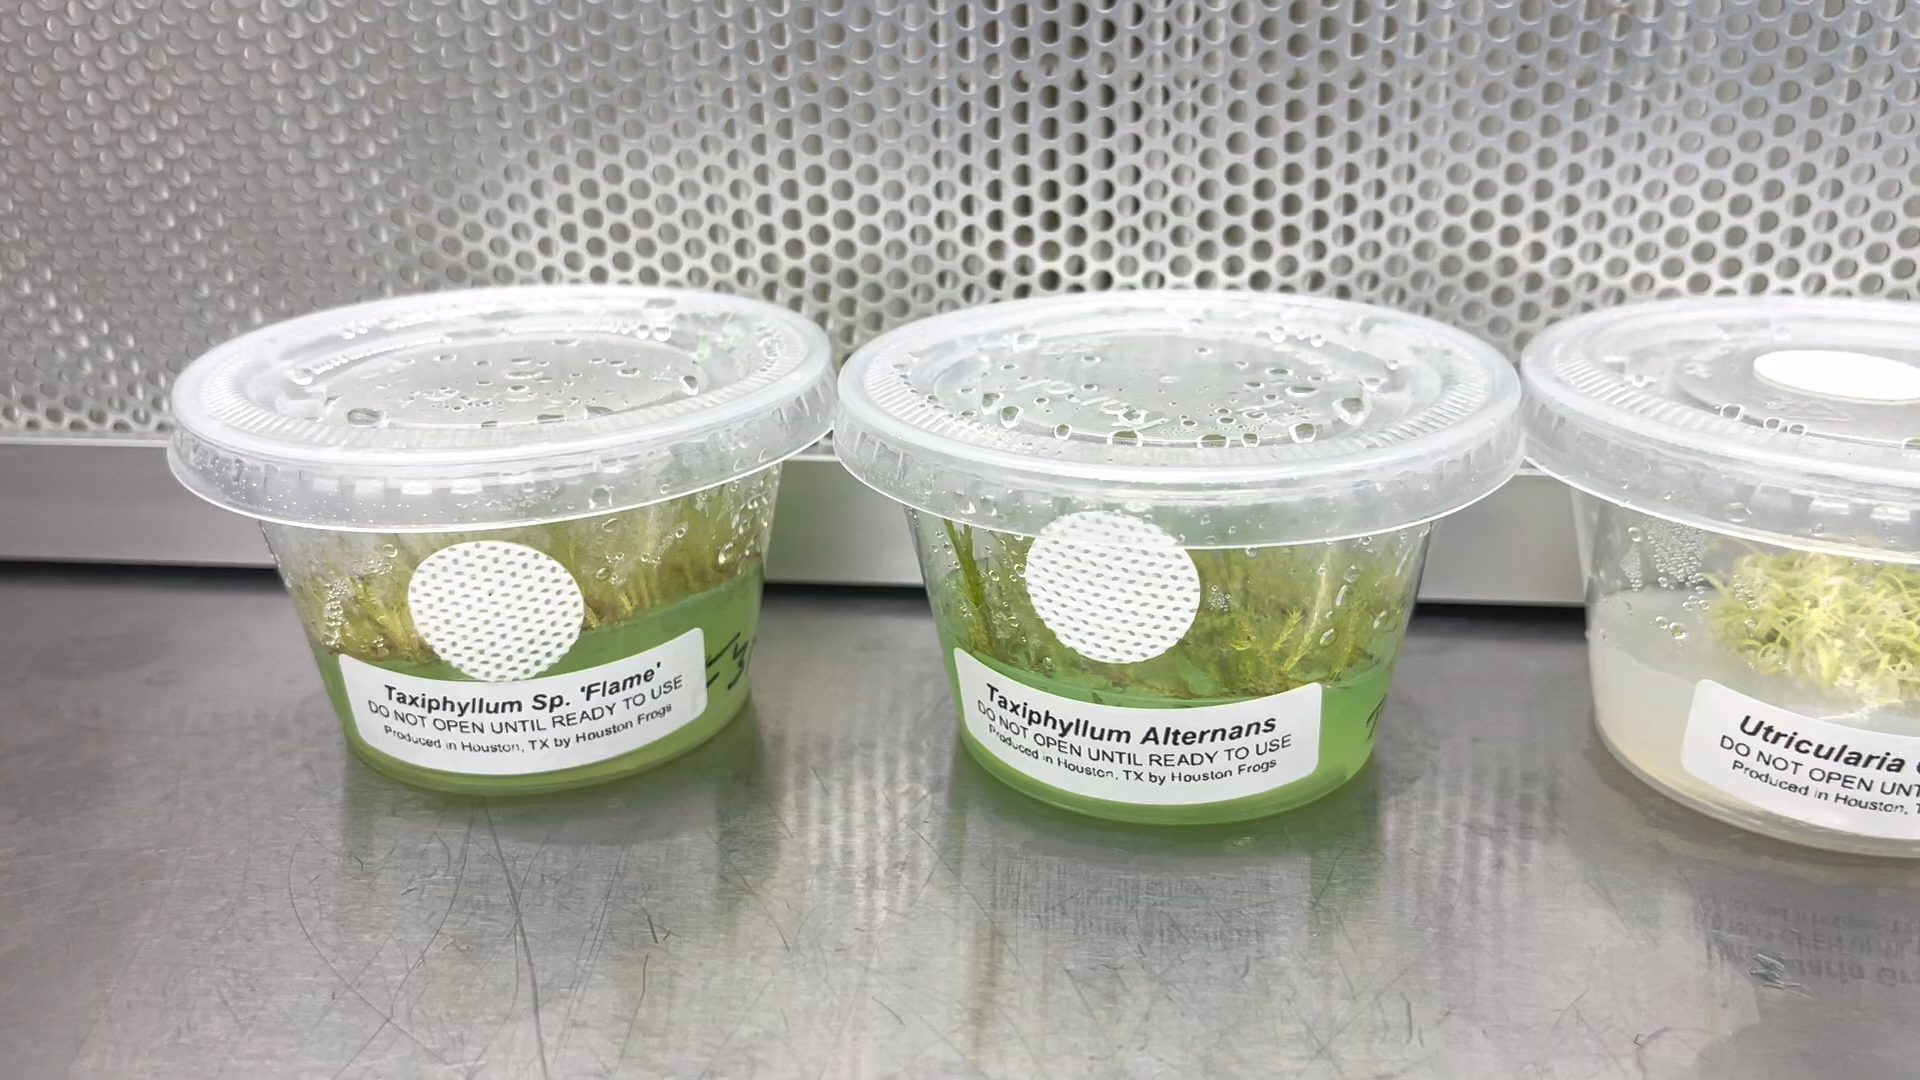 Taxiphyllum Sp. 'Flame'
DO NOT OPEN UNTIL READY TO USE
Produced in Houston, TX by Houston Frogs
Taxiphyllum Alternans
DO NOT OPEN UNTIL READY TO USE
Produced in Houston, TX by Houston Frogs
Utricularia
DO NOT OPEN
Produced in Houston,